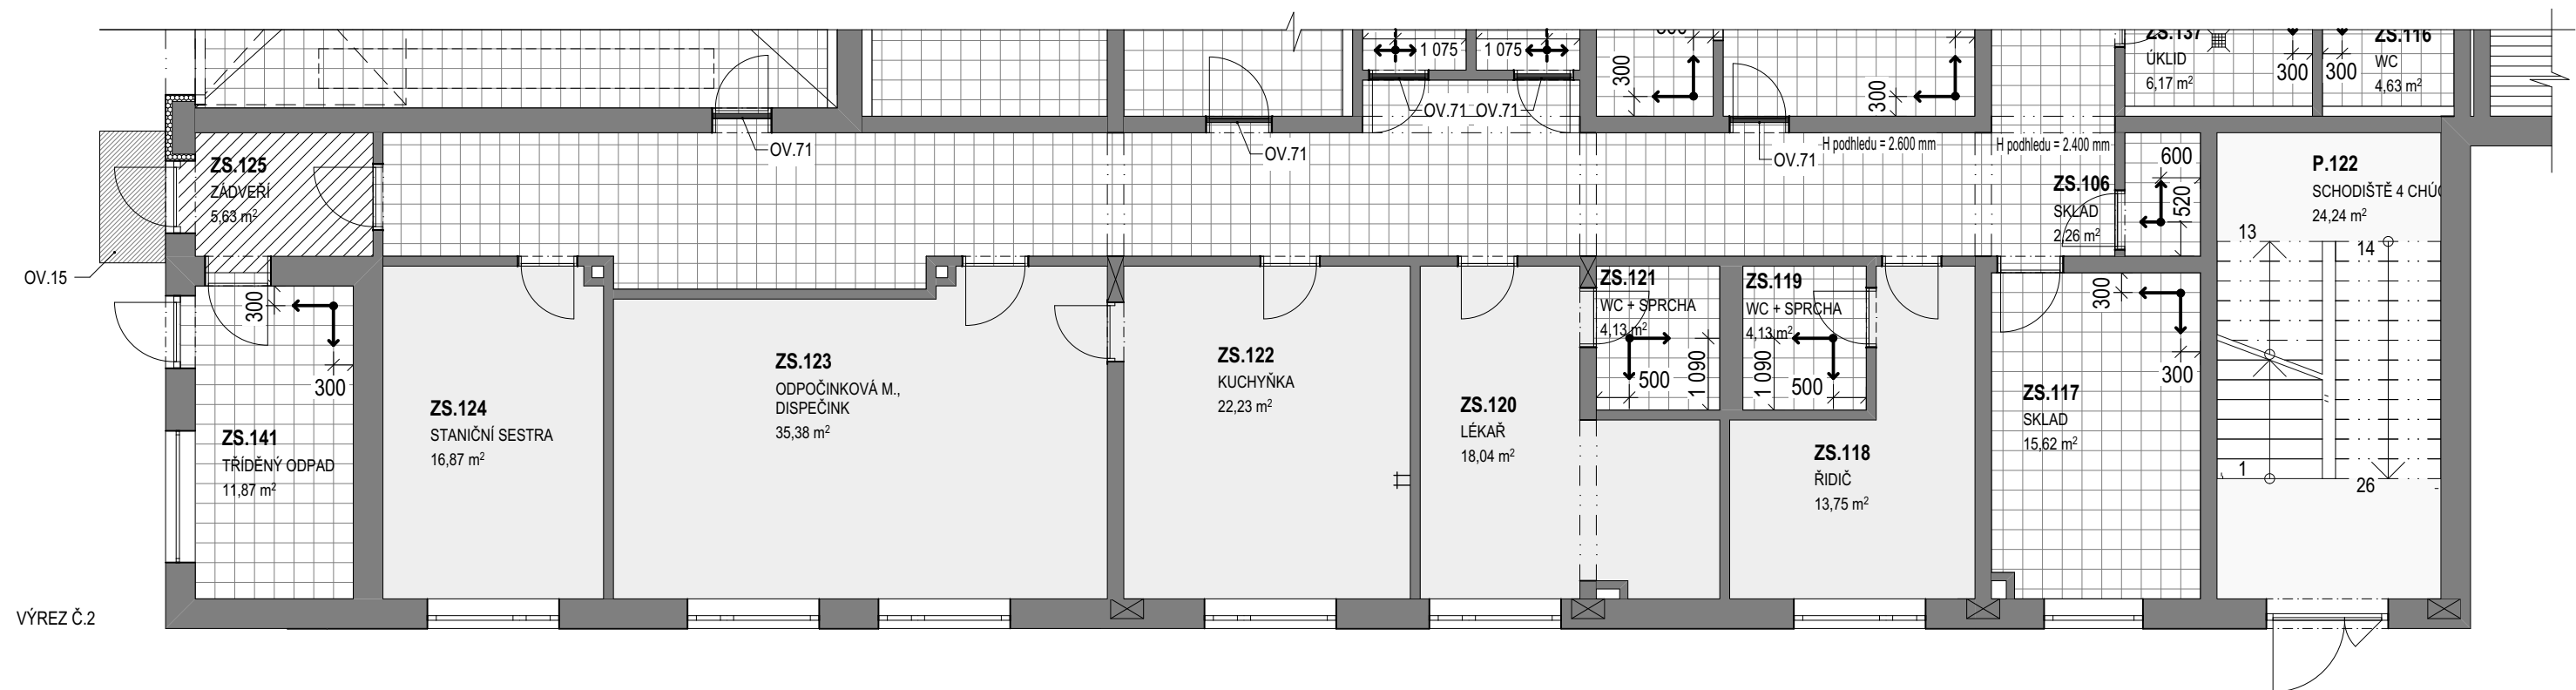 1 075
1 075
300
300
ZS.137
ÚKLID
6,17 m²
300
300
ZS.116
WC
4,63 m²
OV.71
OV.71
OV.71
OV.71
OV.71
H podhledu = 2.600 mm
H podhledu = 2.400 mm
ZS.125
ZÁDVEŘÍ
5,63 m²
ZS.106
SKLAD
2,26 m²
600
520
P.122
SCHODIŠTĚ 4 CHÚC
24,24 m²
13
14
1
26
OV.15
300
300
ZS.141
TŘÍDĚNÝ ODPAD
11,87 m²
ZS.124
STANIČNÍ SESTRA
16,87 m²
ZS.123
ODPOČINKOVÁ M.,
DISPEČINK
35,38 m²
ZS.122
KUCHYŇKA
22,23 m²
ZS.120
LÉKAŘ
18,04 m²
ZS.121
WC + SPRCHA
4,13 m²
500
1 090
ZS.119
WC + SPRCHA
4,13 m²
1 090
500
ZS.118
ŘIDIČ
13,75 m²
300
300
ZS.117
SKLAD
15,62 m²
VÝREZ Č.2